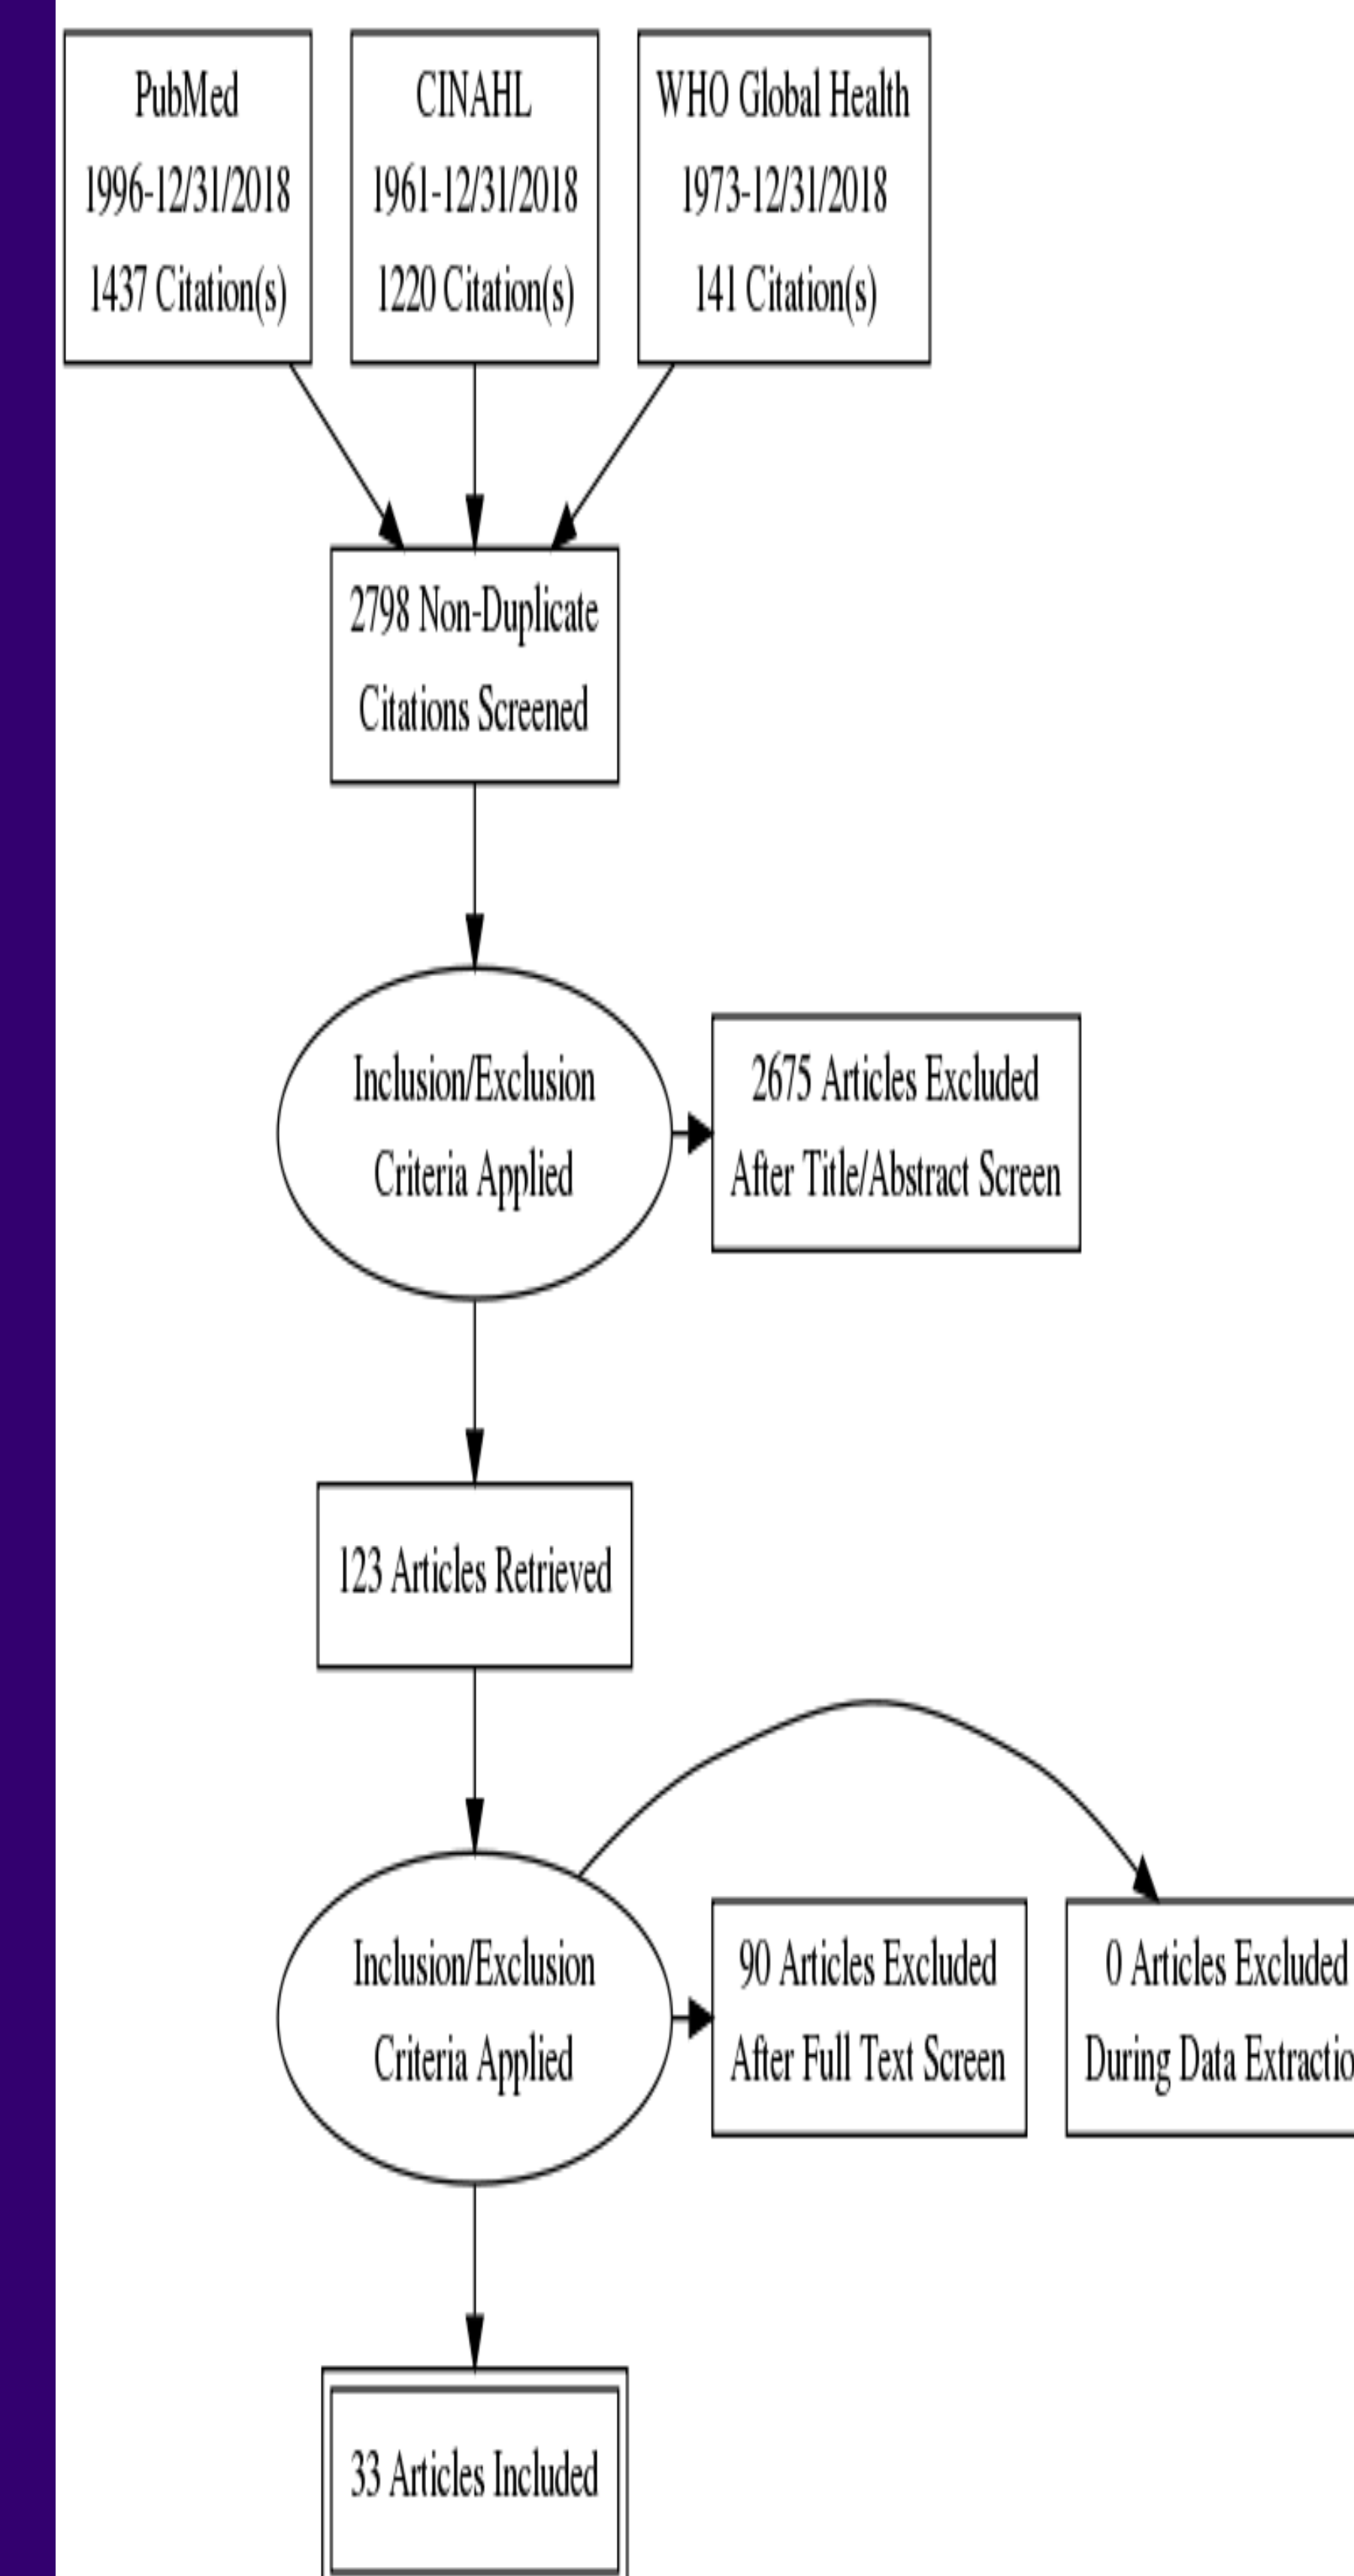 PubMed
1996-12/31/2018
1437 Citation(s)
CINAHL
1961-12/31/2018
1220 Citation(s)
WHO Global Health
1973-12/31/2018
141 Citation(s)
2798 Non-Duplicate
Citations Screened
Inclusion/Exclusion
Criteria Applied
2675 Articles Excluded
After Title/Abstract Screen
123 Articles Retrieved
Inclusion/Exclusion
Criteria Applied
90 Articles Excluded
After Full Text Screen
0 Articles Excluded
During Data Extractio
33 Articles Included